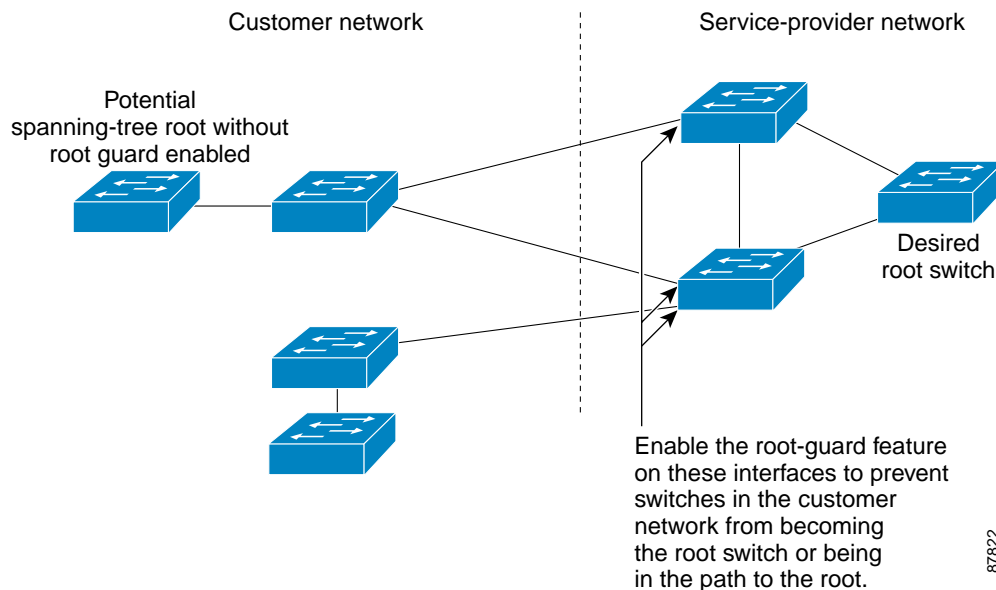 Customer network
Service-provider network
Potential
spanning-tree root without
root guard enabled
Desired
root switch
Enable the root-guard feature
on these interfaces to prevent
switches in the customer
network from becoming
the root switch or being
in the path to the root.
87822